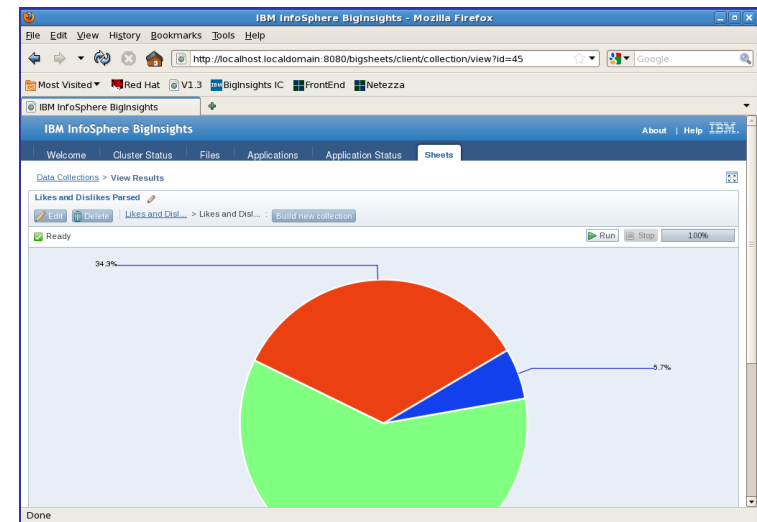 IBM InfoSphere BigInsights - Mozilla Firefox
File Edit View History Bookmarks Tools Help
http://localhost.localdomain:8080/bigsheets/client/collection/view?id=45 Google
Most Visited Red Hat V1.3 IBM BigInsights IC FrontEnd Netezza
IBM InfoSphere BigInsights
IBM InfoSphere BigInsights About | Help IBM.
Welcome Cluster Status Files Applications Application Status Sheets
Data Collections > View Results
Likes and Dislikes Parsed
Edit Delete Likes and Disl... > Likes and Disl... : Build new collection
Ready Run Stop 100%
34.3%
5.7%
Done